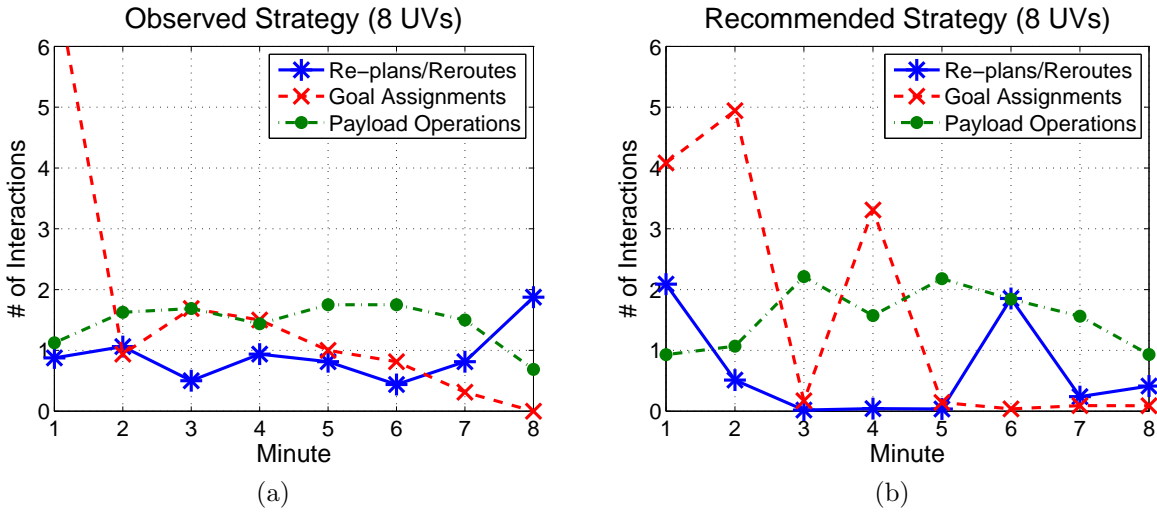 Observed Strategy (8 UVs)
6
5
4
3
2
1
0
# of Interactions
Re-plans/Reroutes
Goal Assignments
Payload Operations
1 2 3 4 5 6 7 8
Minute
(a)
Recommended Strategy (8 UVs)
6
5
4
3
2
1
0
# of Interactions
Re-plans/Reroutes
Goal Assignments
Payload Operations
1 2 3 4 5 6 7 8
Minute
(b)